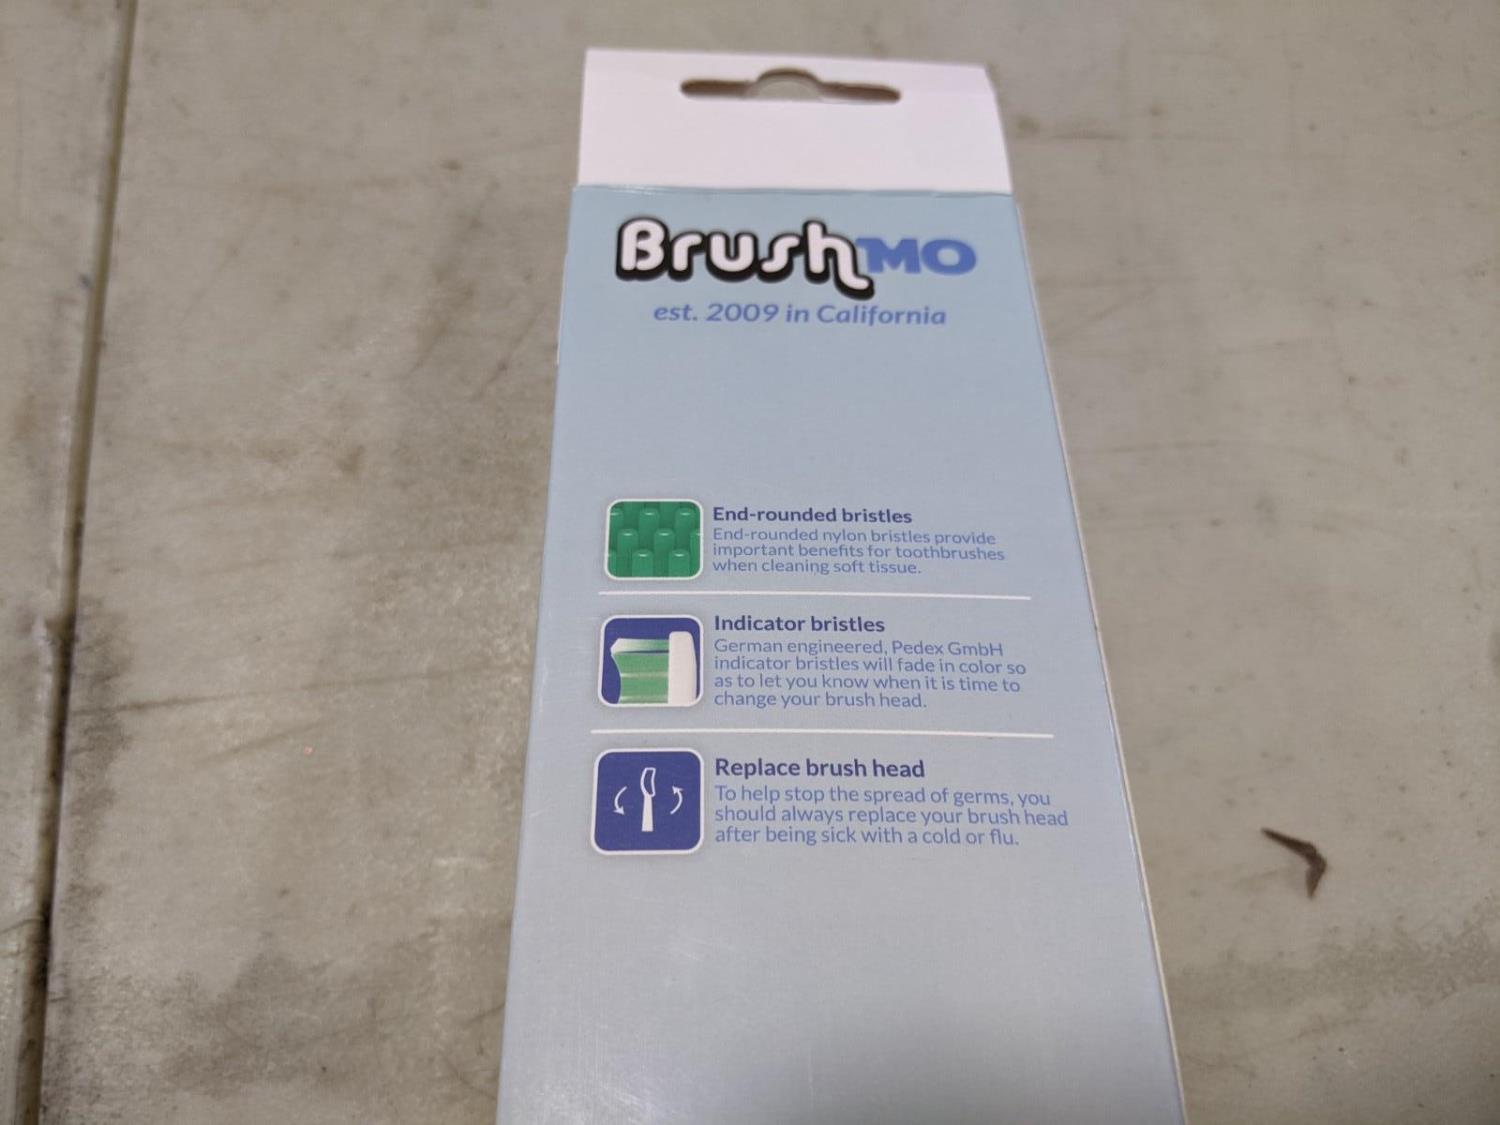 BrushMO
est. 2009 in California
End-rounded bristles
End-rounded nylon bristles provide
important benefits for toothbrushes
when cleaning soft tissue.
Indicator bristles
German engineered, Pedex GmbH
indicator bristles will fade in color so
as to let you know when it is time to
change your brush head.
Replace brush head
To help stop the spread of germs, you
should always replace your brush head
after being sick with a cold or flu.